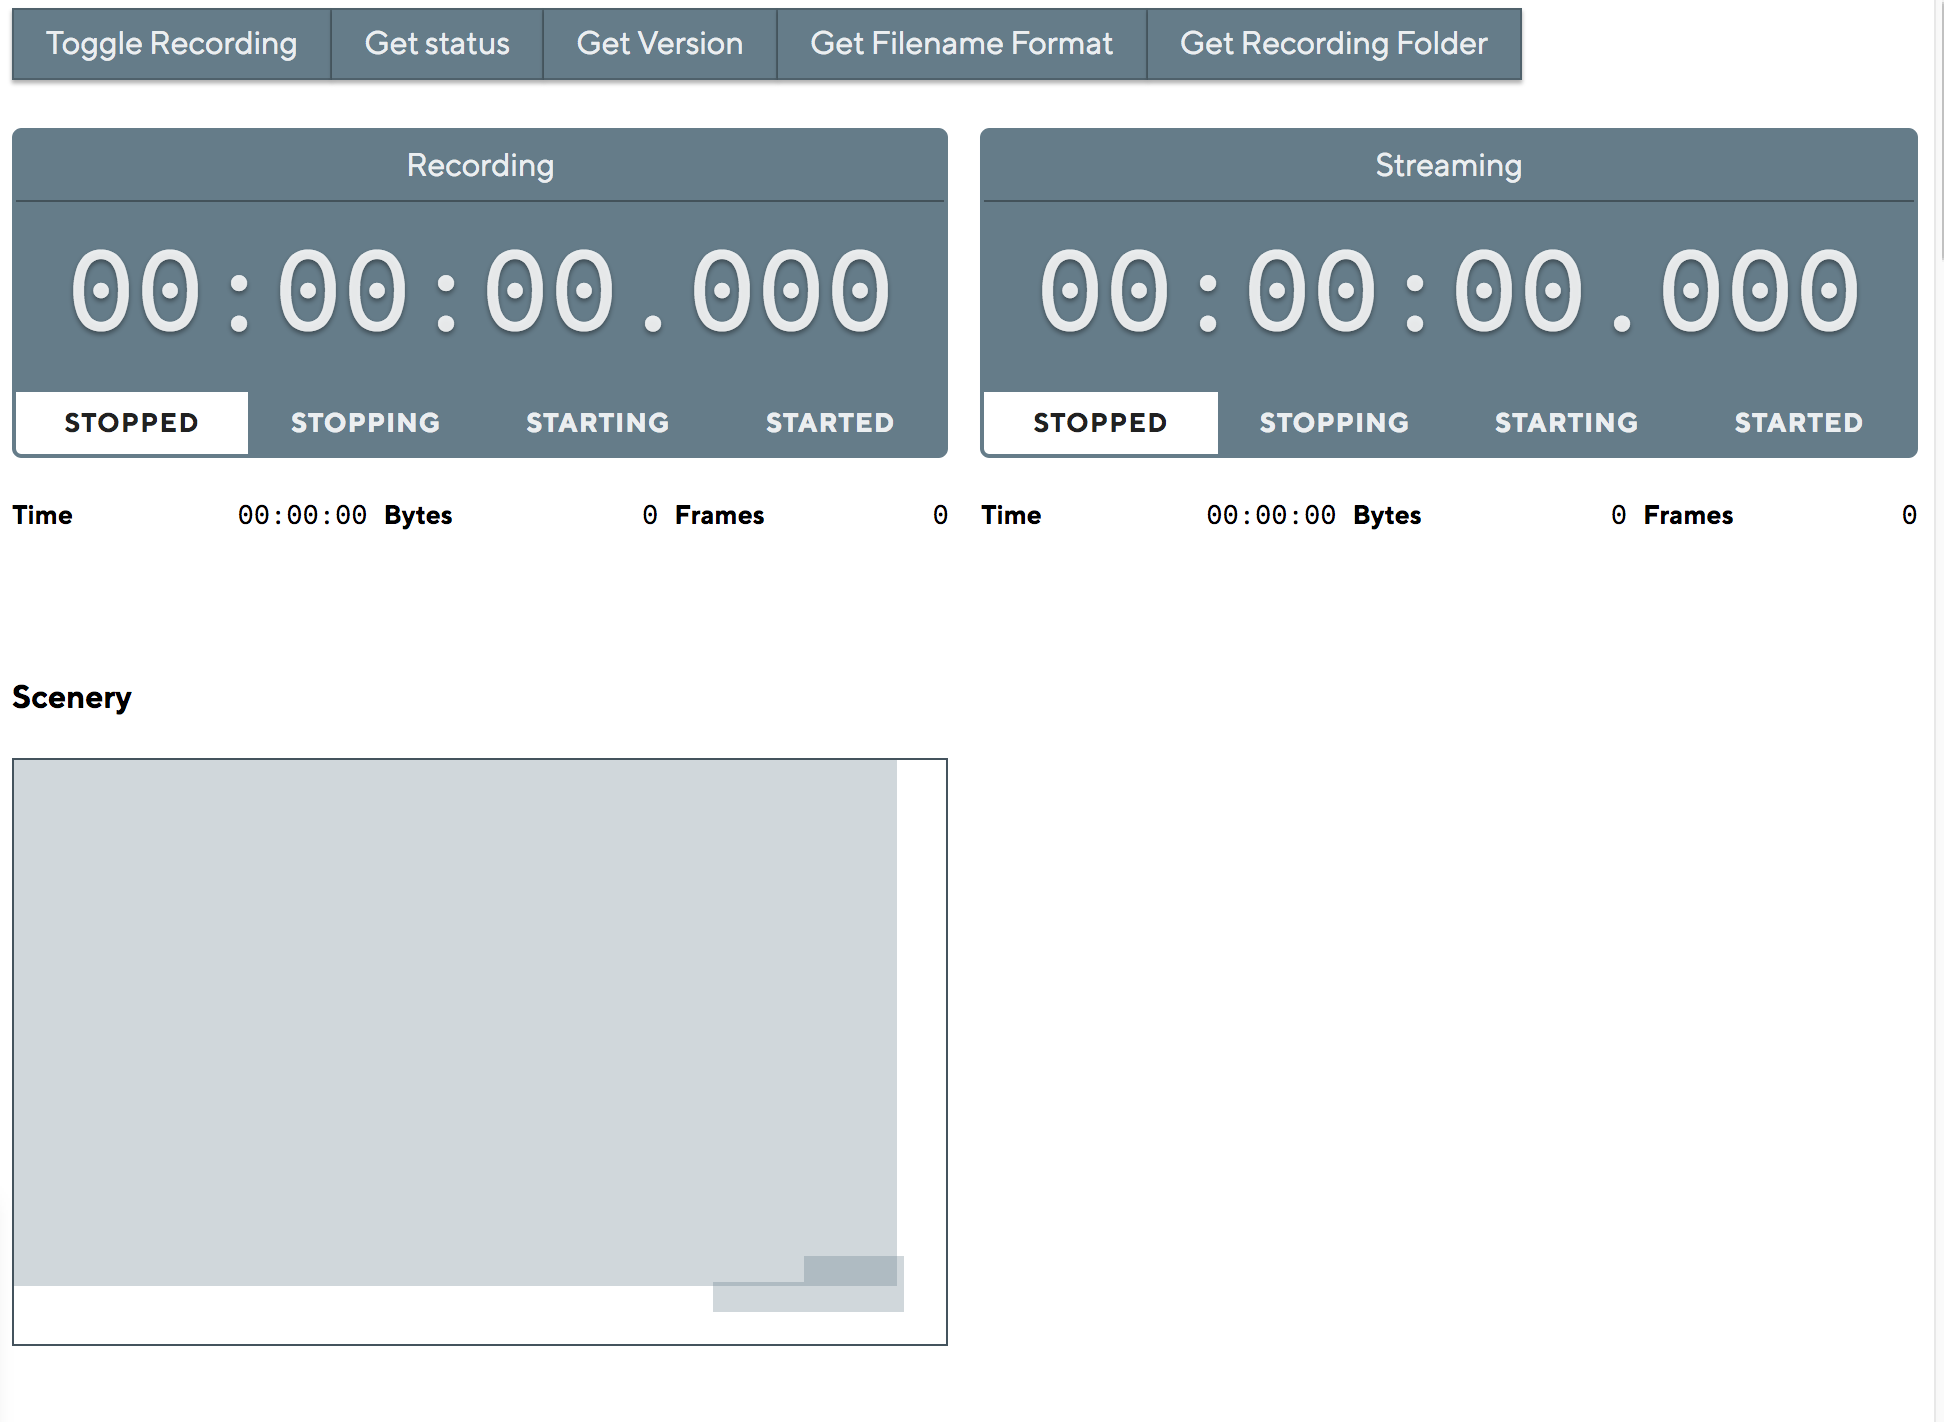 Toggle Recording Get status Get Version Get Filename Format Get Recording Folder
Recording
00:00:00.000
STOPPED STOPPING STARTING STARTED
Time 00:00:00 Bytes 0 Frames 0
Streaming
00:00:00.000
STOPPED STOPPING STARTING STARTED
Time 00:00:00 Bytes 0 Frames 0
Scenery